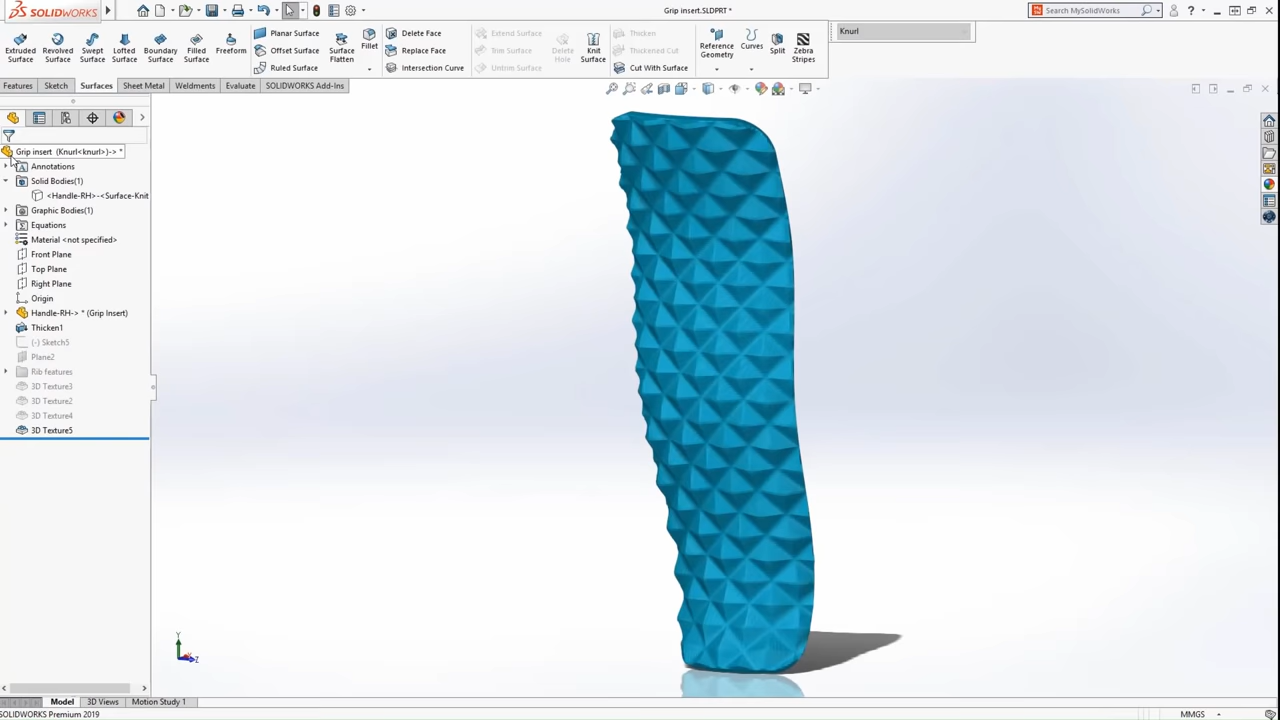 SOLIDWORKS
Grip insert.SLDPRT *
Search MySolidWorks
?
Extruded Surface
Revolved Surface
Swept Surface
Lofted Surface
Boundary Surface
Filled Surface
Freeform
Planar Surface
Offset Surface
Ruled Surface
Surface Flatten
Fillet
Delete Face
Replace Face
Intersection Curve
Extend Surface
Trim Surface
Untrim Surface
Delete Hole
Knit Surface
Thicken
Thickened Cut
Cut With Surface
Reference Geometry
Curves
Split
Zebra Stripes
Knurl
Features
Sketch
Surfaces
Sheet Metal
Weldments
Evaluate
SOLIDWORKS Add-Ins
Grip insert (Knurl<knurl>)-> *
Annotations
Solid Bodies(1)
<Handle-RH>-<Surface-Knit
Graphic Bodies(1)
Equations
Material <not specified>
Front Plane
Top Plane
Right Plane
Origin
Handle-RH-> * (Grip Insert)
Thicken1
(-) Sketch5
Plane2
Rib features
3D Texture3
3D Texture2
3D Texture4
3D Texture5
Y
Z
Model
3D Views
Motion Study 1
SOLIDWORKS Premium 2019
MMGS